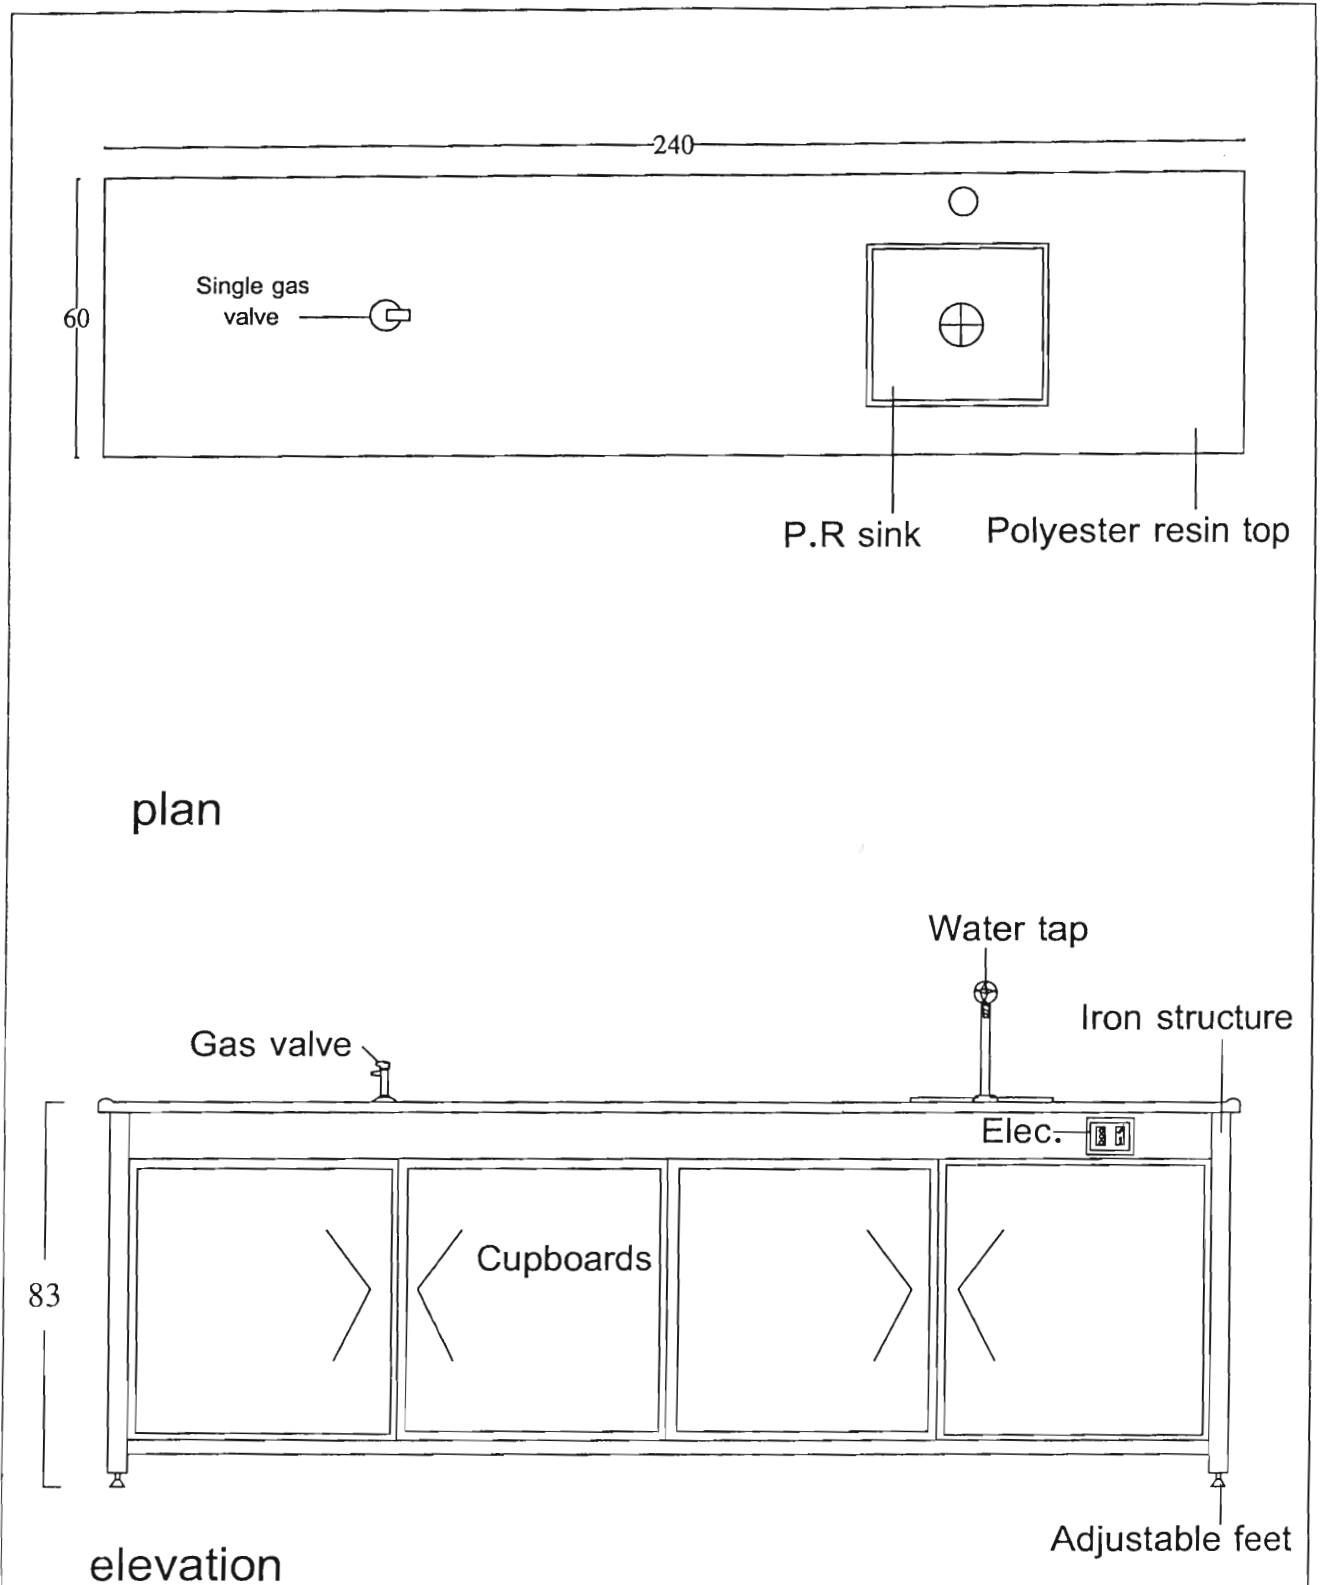 240
60
Single gas
valve
P.R sink
Polyester resin top
plan
Water tap
Iron structure
Gas valve
Elec.
Cupboards
83
Adjustable feet
elevation